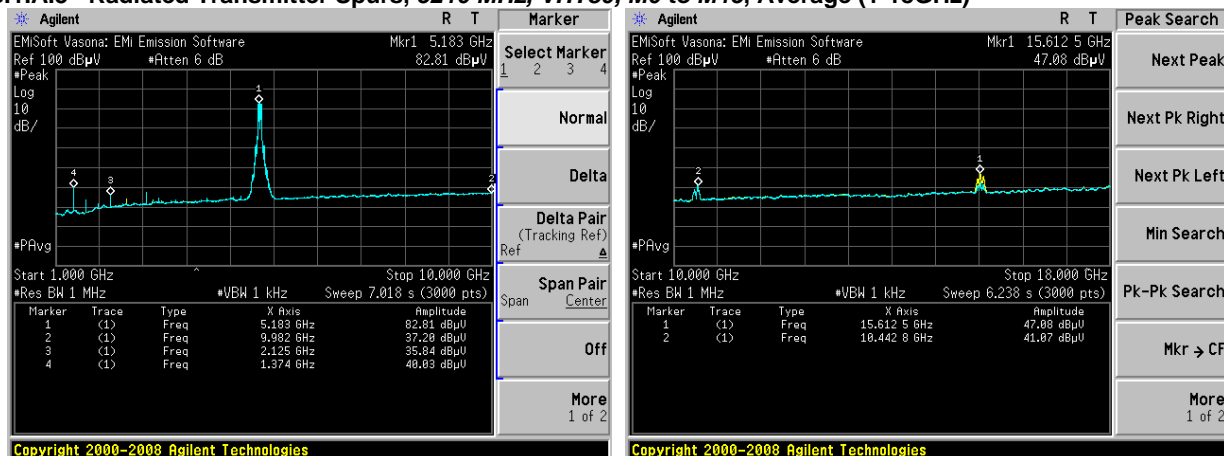 Radiated Transmitter Spurs, 5210 MHz, VHT80, M0 to M15, Average (1-18GHz)
Agilent R T
EMiSoft Vasona: EMi Emission Software Mkr1 5.183 GHz
Ref 100 dBµV #Atten 6 dB 82.81 dBµV
#Peak
Log
10
dB/
1
4
3
2
#PAvg
Start 1.000 GHz ^ Stop 10.000 GHz
#Res BW 1 MHz #VBW 1 kHz Sweep 7.018 s (3000 pts)
Marker Trace Type X Axis Amplitude
1 (1) Freq 5.183 GHz 82.81 dBµV
2 (1) Freq 9.982 GHz 37.20 dBµV
3 (1) Freq 2.125 GHz 35.84 dBµV
4 (1) Freq 1.374 GHz 40.03 dBµV
Copyright 2000-2008 Agilent Technologies
Marker
Select Marker
1 2 3 4
Normal
Delta
Delta Pair
(Tracking Ref)
Ref Δ
Span Pair
Span Center
Off
More
1 of 2
Agilent R T
EMiSoft Vasona: EMi Emission Software Mkr1 15.612 5 GHz
Ref 100 dBµV #Atten 6 dB 47.08 dBµV
#Peak
Log
10
dB/
1
2
#PAvg
Start 10.000 GHz Stop 18.000 GHz
#Res BW 1 MHz #VBW 1 kHz Sweep 6.238 s (3000 pts)
Marker Trace Type X Axis Amplitude
1 (1) Freq 15.612 5 GHz 47.08 dBµV
2 (1) Freq 10.442 8 GHz 41.07 dBµV
Copyright 2000-2008 Agilent Technologies
Peak Search
Next Peak
Next Pk Right
Next Pk Left
Min Search
Pk-Pk Search
Mkr → CF
More
1 of 2